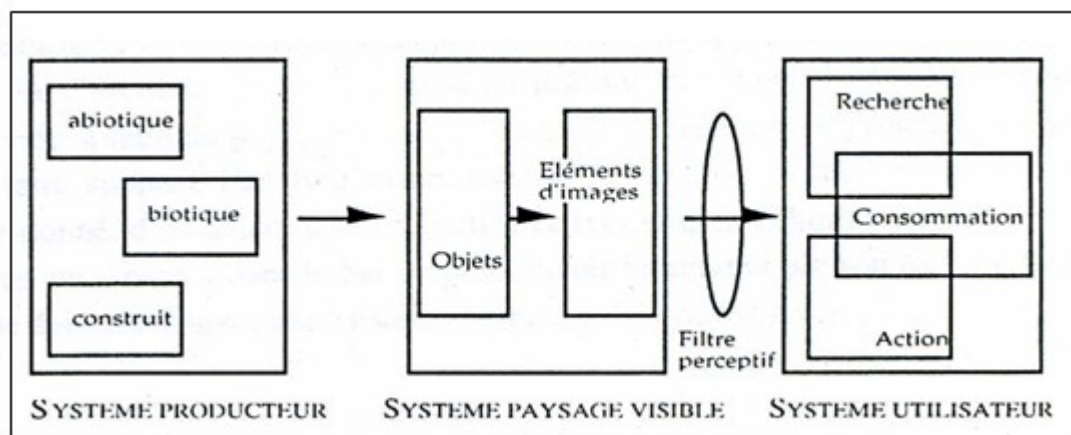 abiotique
biotique
construit
SYSTEME PRODUCTEUR
Objets
Eléments
d'images
SYSTEME PAYSAGE VISIBLE
Filtre
perceptif
Recherche
Consommation
Action
SYSTEME UTILISATEUR